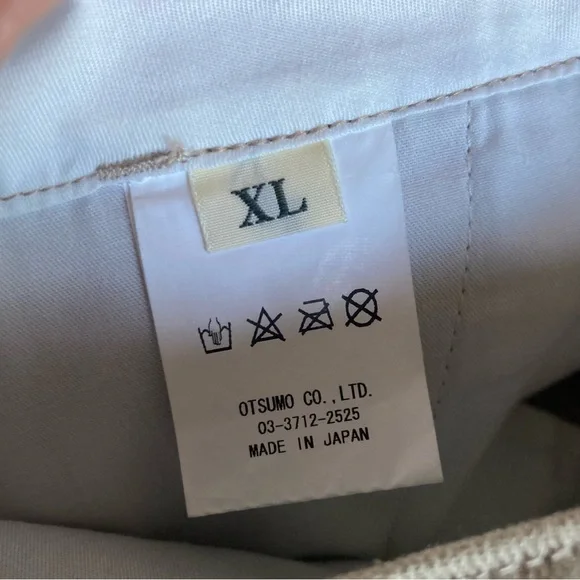 XL
OTSUMO CO.,LTD.
03-3712-2525
MADE IN JAPAN